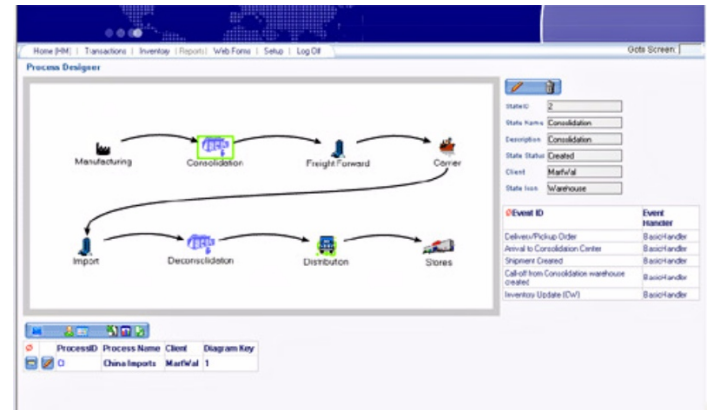 Home [HM] | Transactions | Inventory | Reports | Web Forms | Setup | Log Off
Goto Screen:
Process Designer
Manufacturing
Consolidation
Freight Forward
Carrier
Import
Deconsclidation
Distribution
Stores
State ID 2
State Name Consolidation
Description Consolidation
State Status Created
Client MartWal
State Icon Warehouse
Event ID Event Handler
Delivery/Pickup Order BasicHandler
Arrival to Consolidation Center BasicHandler
Shipment Created BasicHandler
Call-off from Consolidation warehouse created BasicHandler
Inventory Update (CW) BasicHandler
ProcessID Process Name Client Diagram Key
China Imports MartWal 1